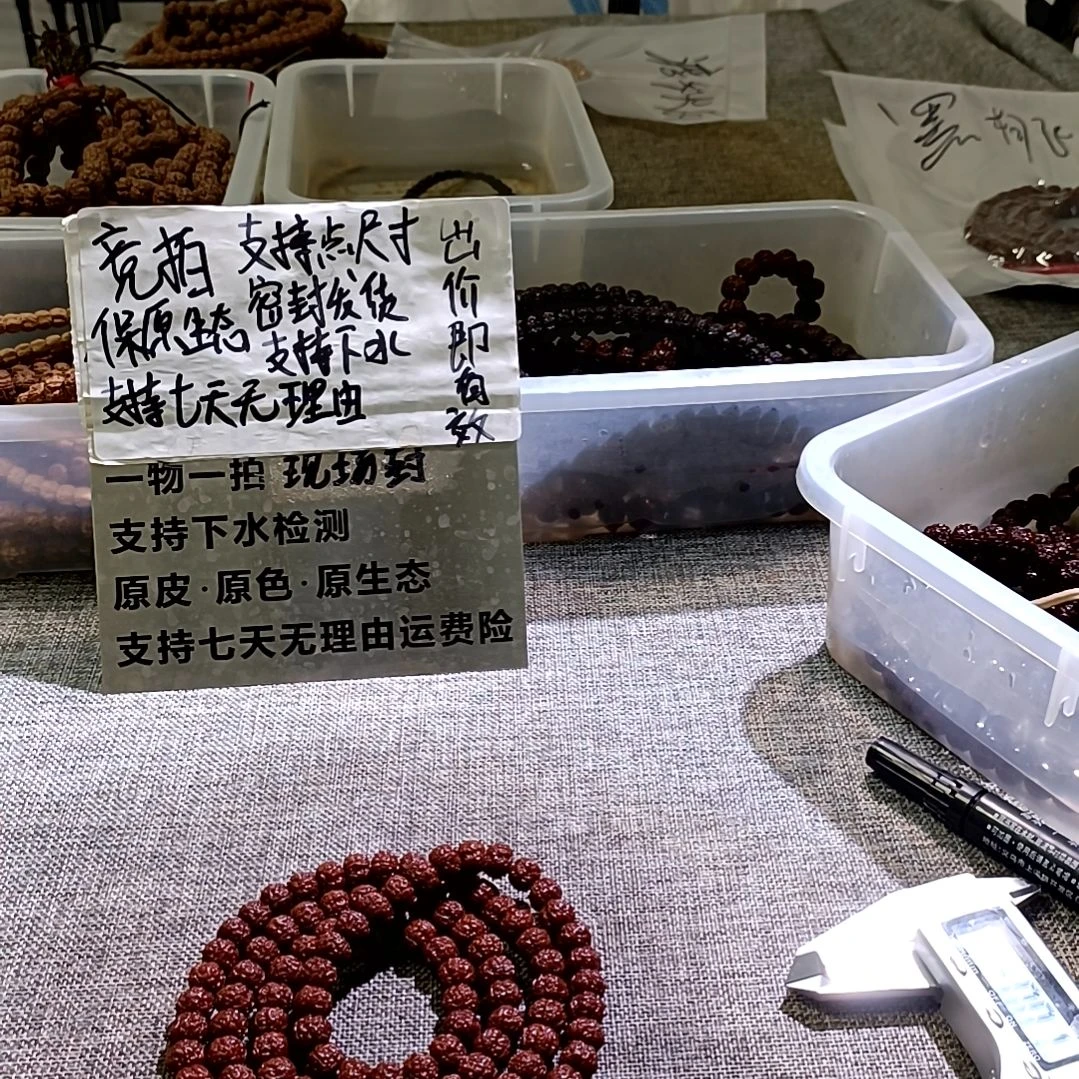 竞拍 支持点尺寸
保原生态 密封发货
支持下水
支持七天无理由
出价即有效
一物一拍 现场封
支持下水检测
原皮·原色·原生态
支持七天无理由运费险